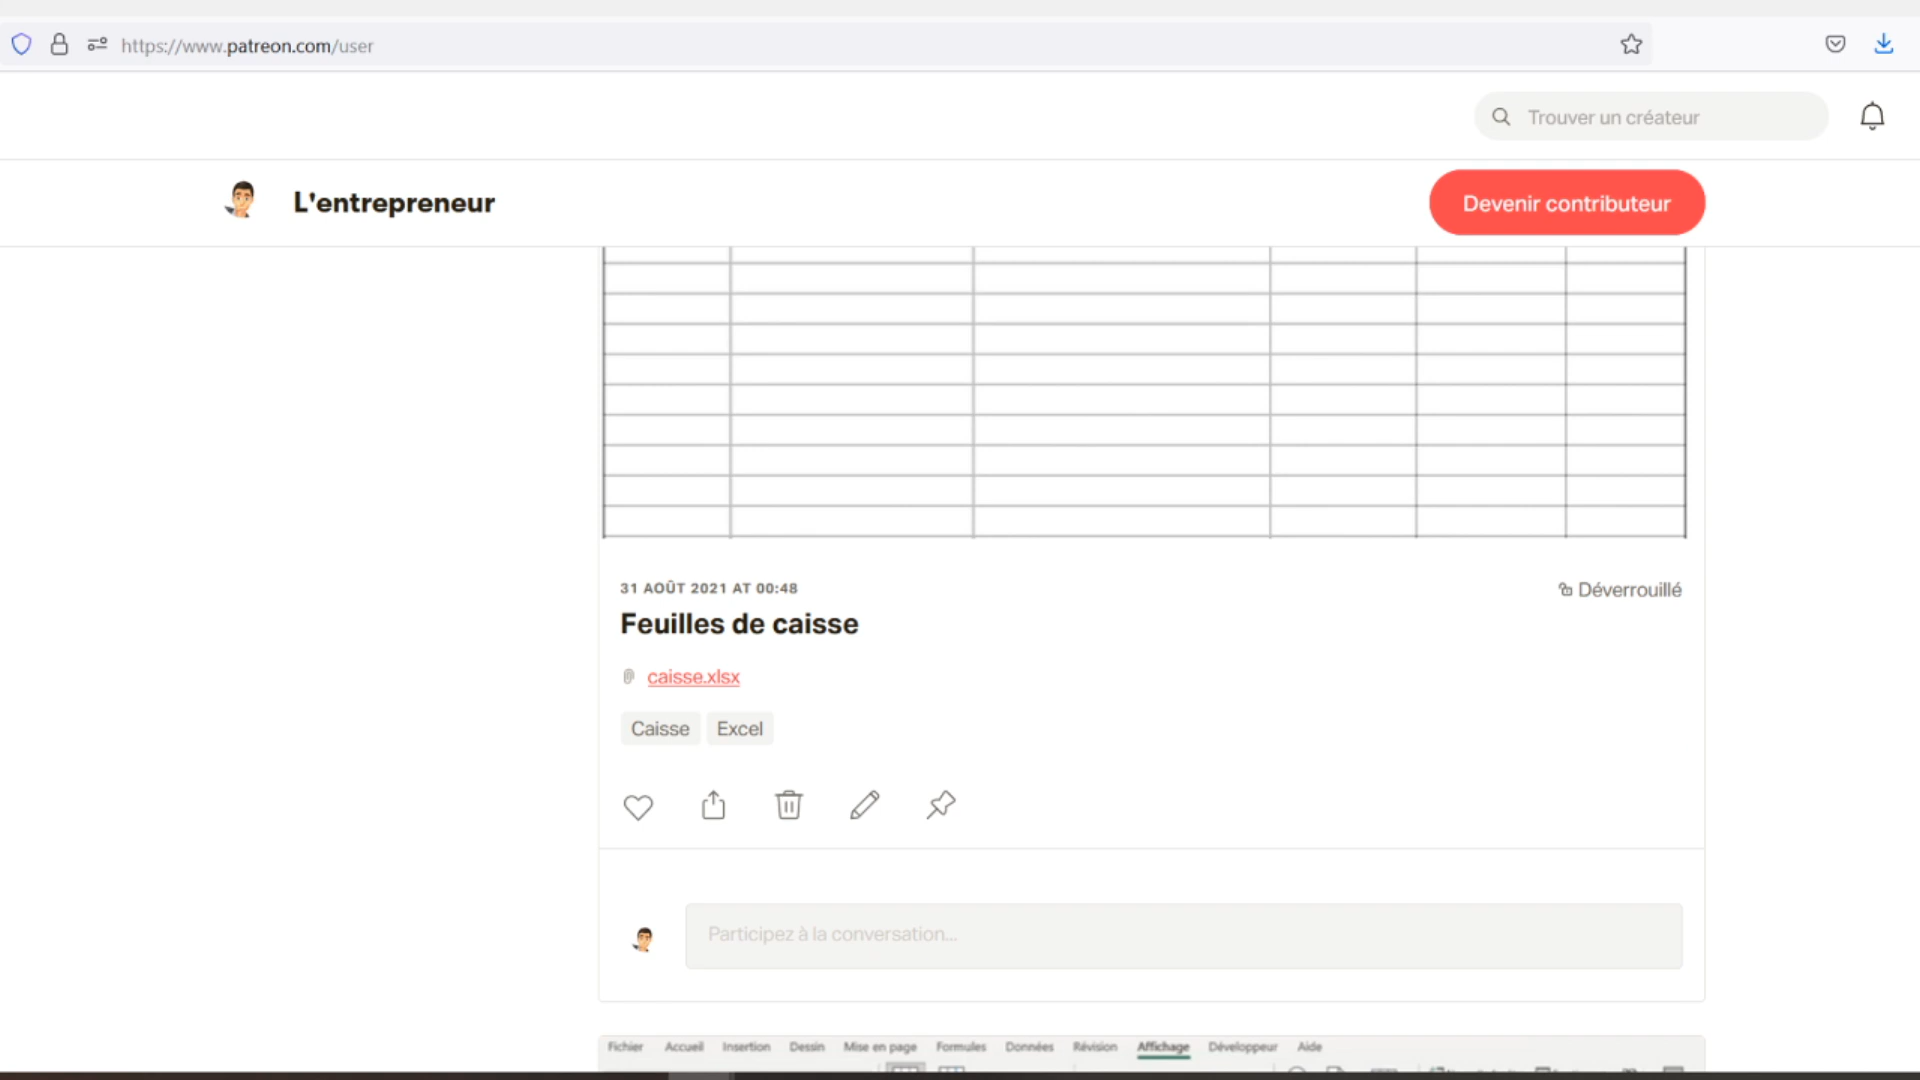 https://www.patreon.com/user
Trouver un créateur
L'entrepreneur
Devenir contributeur
31 AOÛT 2021 AT 00:48
Déverrouillé
Feuilles de caisse
caisse.xlsx
Caisse Excel
Participez à la conversation...
Fichier Accueil Insertion Dessin Mise en page Formules Données Révision Affichage Développeur Aide